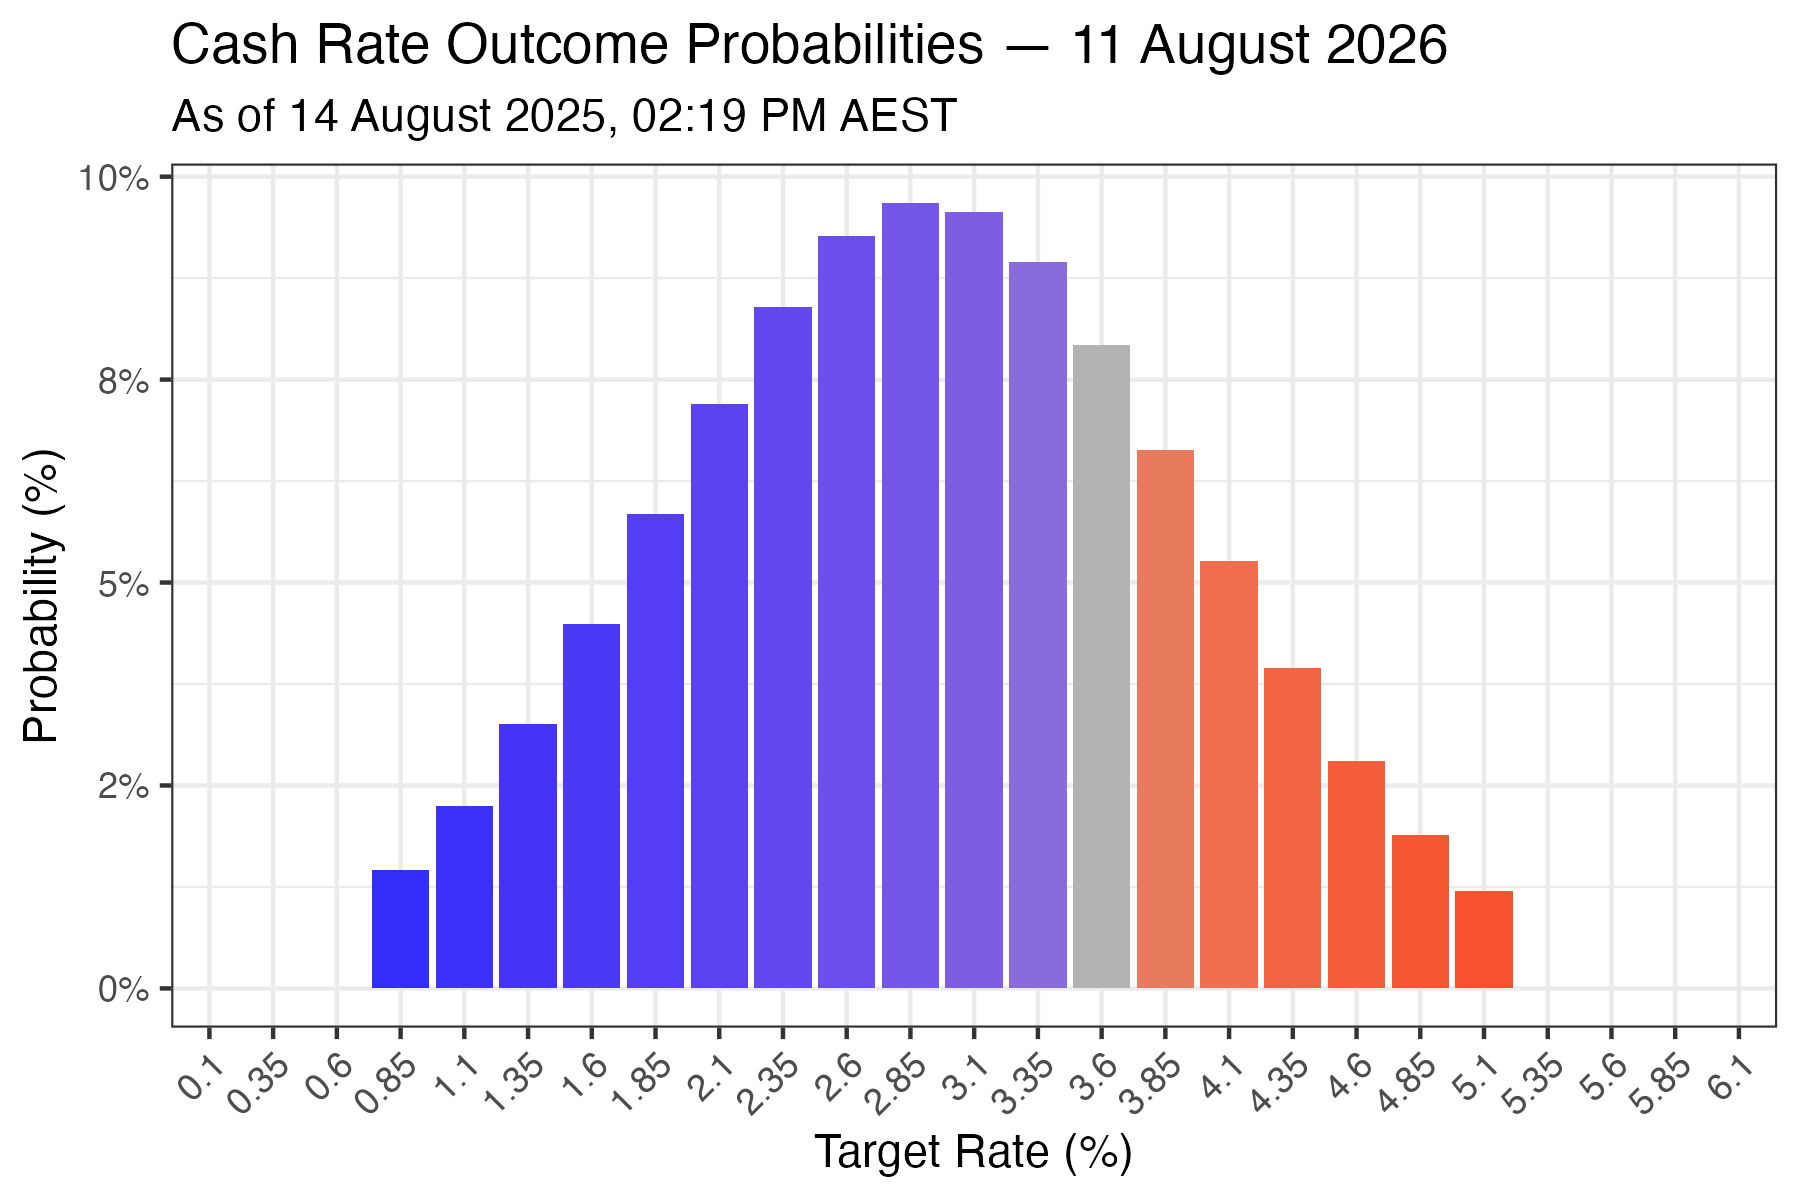 Cash Rate Outcome Probabilities — 11 August 2026
As of 14 August 2025, 02:19 PM AEST
Probability (%)
10%
8%
5%
2%
0%
0.1 0.35 0.6 0.85 1.1 1.35 1.6 1.85 2.1 2.35 2.6 2.85 3.1 3.35 3.6 3.85 4.1 4.35 4.6 4.85 5.1 5.35 5.6 5.85 6.1
Target Rate (%)